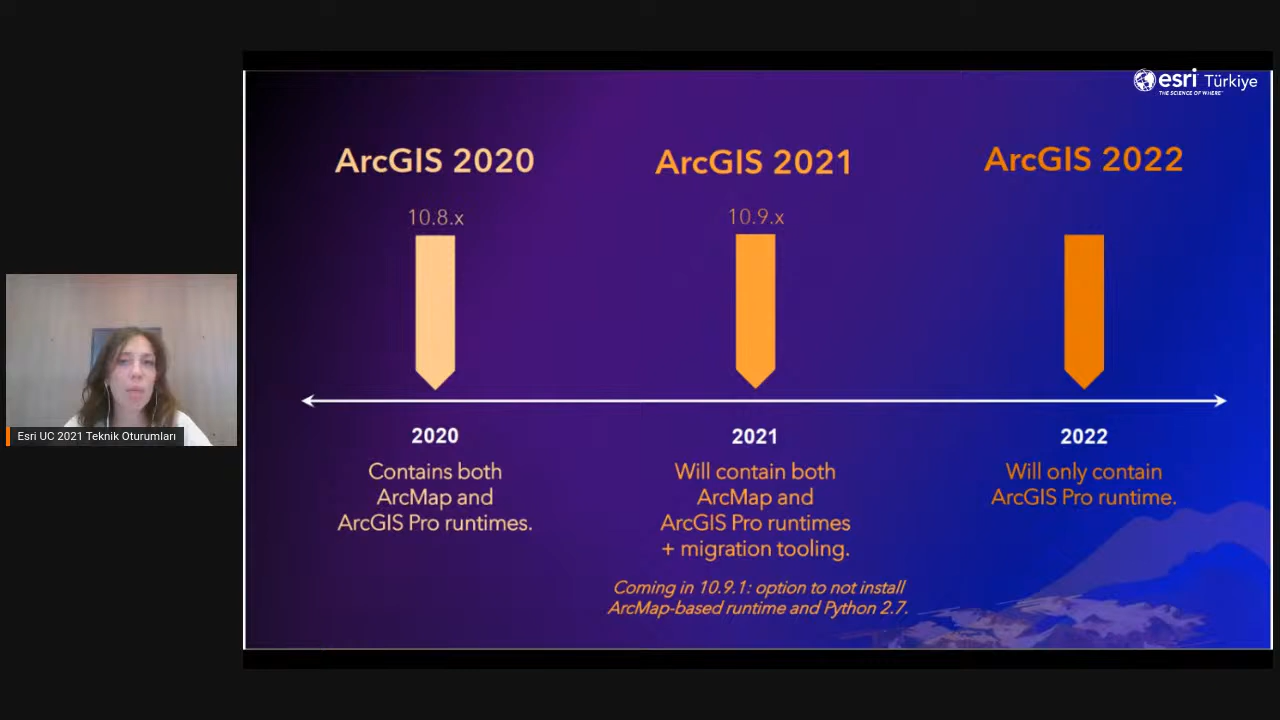 esri Türkiye
THE SCIENCE OF WHERE™
ArcGIS 2020
ArcGIS 2021
ArcGIS 2022
10.8.x
10.9.x
2020
2021
2022
Contains both
ArcMap and
ArcGIS Pro runtimes.
Will contain both
ArcMap and
ArcGIS Pro runtimes
+ migration tooling.
Coming in 10.9.1: option to not install
ArcMap-based runtime and Python 2.7.
Will only contain
ArcGIS Pro runtime.
Esri UC 2021 Teknik Oturumları